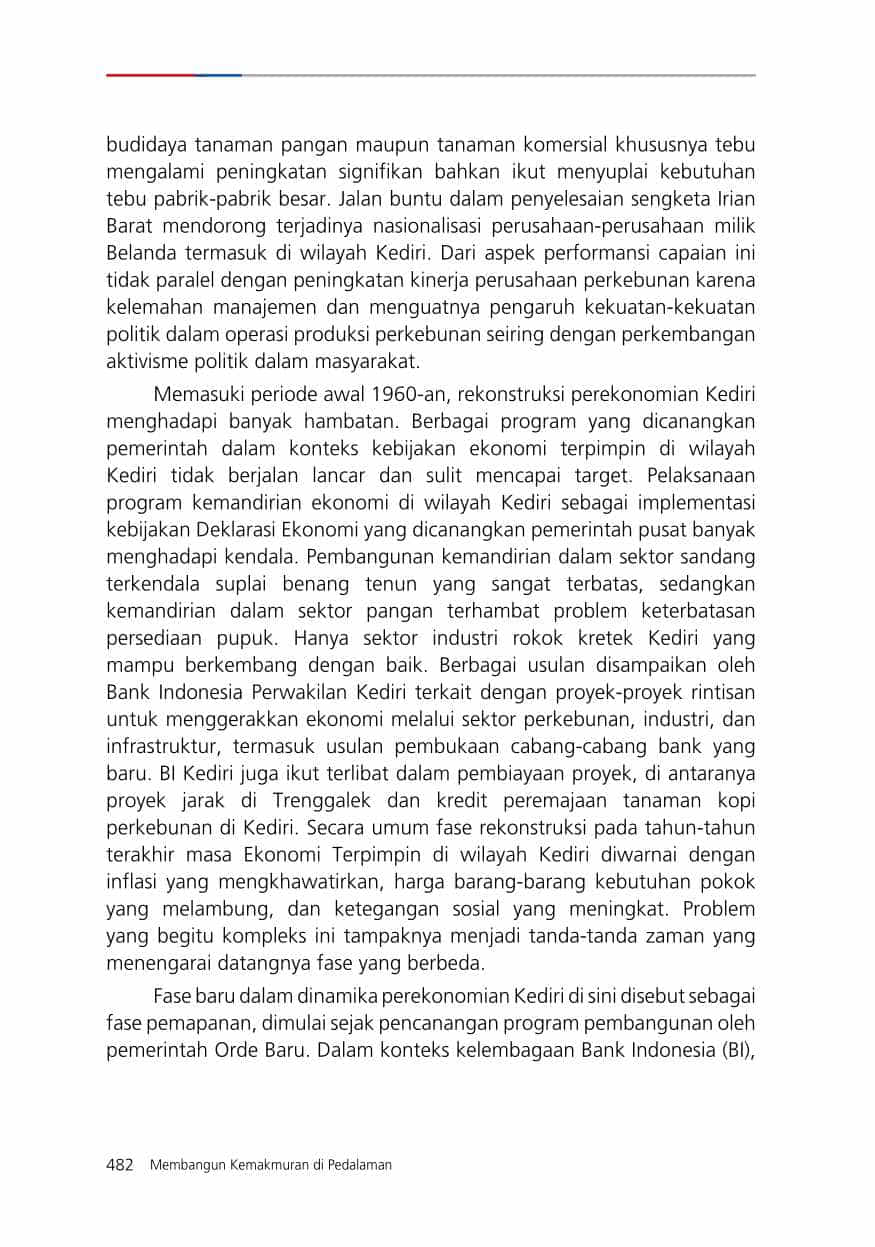 budidaya tanaman pangan maupun tanaman komersial khususnya tebu
mengalami peningkatan signifikan bahkan ikut menyuplai kebutuhan
tebu pabrik-pabrik besar. Jalan buntu dalam penyelesaian sengketa Irian
Barat mendorong terjadinya nasionalisasi perusahaan-perusahaan milik
Belanda termasuk di wilayah Kediri. Dari aspek performansi capaian ini
tidak paralel dengan peningkatan kinerja perusahaan perkebunan karena
kelemahan manajemen dan menguatnya pengaruh kekuatan-kekuatan
politik dalam operasi produksi perkebunan seiring dengan perkembangan
aktivisme politik dalam masyarakat.
Memasuki periode awal 1960-an, rekonstruksi perekonomian Kediri
menghadapi banyak hambatan. Berbagai program yang dicanangkan
pemerintah dalam konteks kebijakan ekonomi terpimpin di wilayah
Kediri tidak berjalan lancar dan sulit mencapai target. Pelaksanaan
program kemandirian ekonomi di wilayah Kediri sebagai implementasi
kebijakan Deklarasi Ekonomi yang dicanangkan pemerintah pusat banyak
menghadapi kendala. Pembangunan kemandirian dalam sektor sandang
terkendala suplai benang tenun yang sangat terbatas, sedangkan
kemandirian dalam sektor pangan terhambat problem keterbatasan
persediaan pupuk. Hanya sektor industri rokok kretek Kediri yang
mampu berkembang dengan baik. Berbagai usulan disampaikan oleh
Bank Indonesia Perwakilan Kediri terkait dengan proyek-proyek rintisan
untuk menggerakkan ekonomi melalui sektor perkebunan, industri, dan
infrastruktur, termasuk usulan pembukaan cabang-cabang bank yang
baru. BI Kediri juga ikut terlibat dalam pembiayaan proyek, di antaranya
proyek jarak di Trenggalek dan kredit peremajaan tanaman kopi
perkebunan di Kediri. Secara umum fase rekonstruksi pada tahun-tahun
terakhir masa Ekonomi Terpimpin di wilayah Kediri diwarnai dengan
inflasi yang mengkhawatirkan, harga barang-barang kebutuhan pokok
yang melambung, dan ketegangan sosial yang meningkat. Problem
yang begitu kompleks ini tampaknya menjadi tanda-tanda zaman yang
menengarai datangnya fase yang berbeda.
Fase baru dalam dinamika perekonomian Kediri di sini disebut sebagai
fase pemapanan, dimulai sejak pencanangan program pembangunan oleh
pemerintah Orde Baru. Dalam konteks kelembagaan Bank Indonesia (BI),
482 Membangun Kemakmuran di Pedalaman